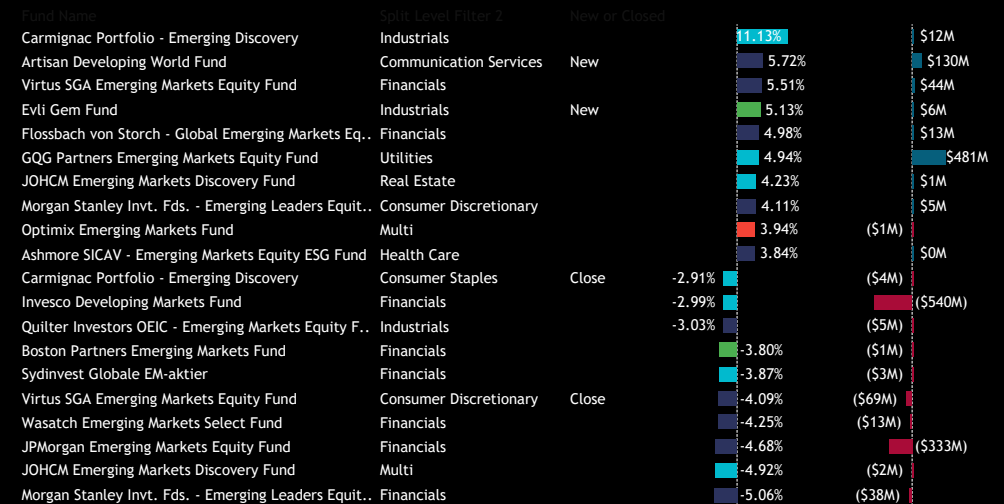 Fund Name Split Level Filter 2 New or Closed
Carmignac Portfolio - Emerging Discovery Industrials 11.13% $12M
Artisan Developing World Fund Communication Services New 5.72% $130M
Virtus SGA Emerging Markets Equity Fund Financials 5.51% $44M
Evli Gem Fund Industrials New 5.13% $6M
Flossbach von Storch - Global Emerging Markets Eq.. Financials 4.98% $13M
GQG Partners Emerging Markets Equity Fund Utilities 4.94% $481M
JOHCM Emerging Markets Discovery Fund Real Estate 4.23% $1M
Morgan Stanley Invt. Fds. - Emerging Leaders Equit.. Consumer Discretionary 4.11% $5M
Optimix Emerging Markets Fund Multi 3.94% ($1M)
Ashmore SICAV - Emerging Markets Equity ESG Fund Health Care 3.84% $0M
Carmignac Portfolio - Emerging Discovery Consumer Staples Close -2.91% ($4M)
Invesco Developing Markets Fund Financials -2.99% ($540M)
Quilter Investors OEIC - Emerging Markets Equity F.. Industrials -3.03% ($5M)
Boston Partners Emerging Markets Fund Financials -3.80% ($1M)
Sydinvest Globale EM-aktier Financials -3.87% ($3M)
Virtus SGA Emerging Markets Equity Fund Consumer Discretionary Close -4.09% ($69M)
Wasatch Emerging Markets Select Fund Financials -4.25% ($13M)
JPMorgan Emerging Markets Equity Fund Financials -4.68% ($333M)
JOHCM Emerging Markets Discovery Fund Multi -4.92% ($2M)
Morgan Stanley Invt. Fds. - Emerging Leaders Equit.. Financials -5.06% ($38M)